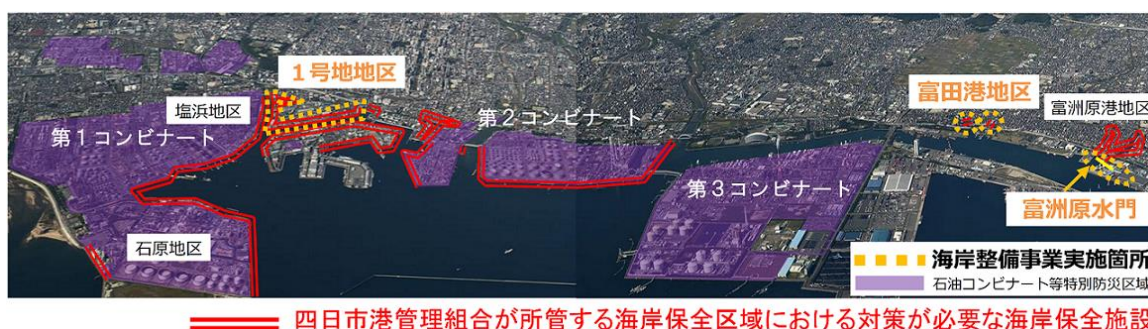 1号地地区
塩浜地区
第1コンビナート
第2コンビナート
富田港地区
富洲原港地区
第3コンビナート
富洲原水門
石原地区
海岸整備事業実施箇所
石油コンビナート等特別防災区域
四日市港管理組合が所管する海岸保全区域における対策が必要な海岸保全施設